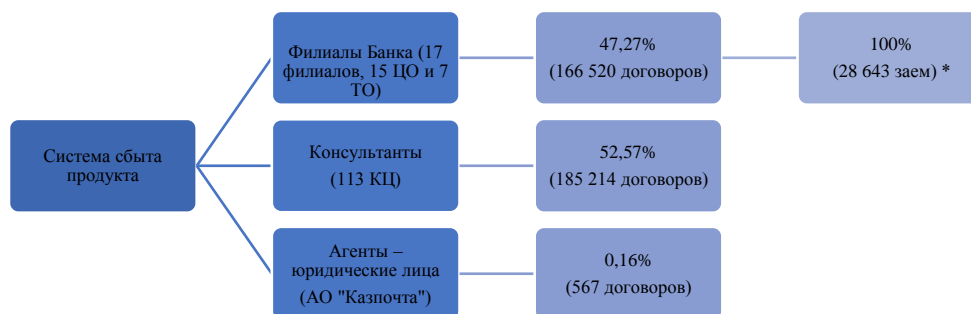 Система сбыта
продукта
Филиалы Банка (17
филиалов, 15 ЦО и 7
ТО)
47,27%
(166 520 договоров)
100%
(28 643 заем) *
Консультанты
(113 КЦ)
52,57%
(185 214 договоров)
Агенты –
юридические лица
(АО "Казпочта")
0,16%
(567 договоров)